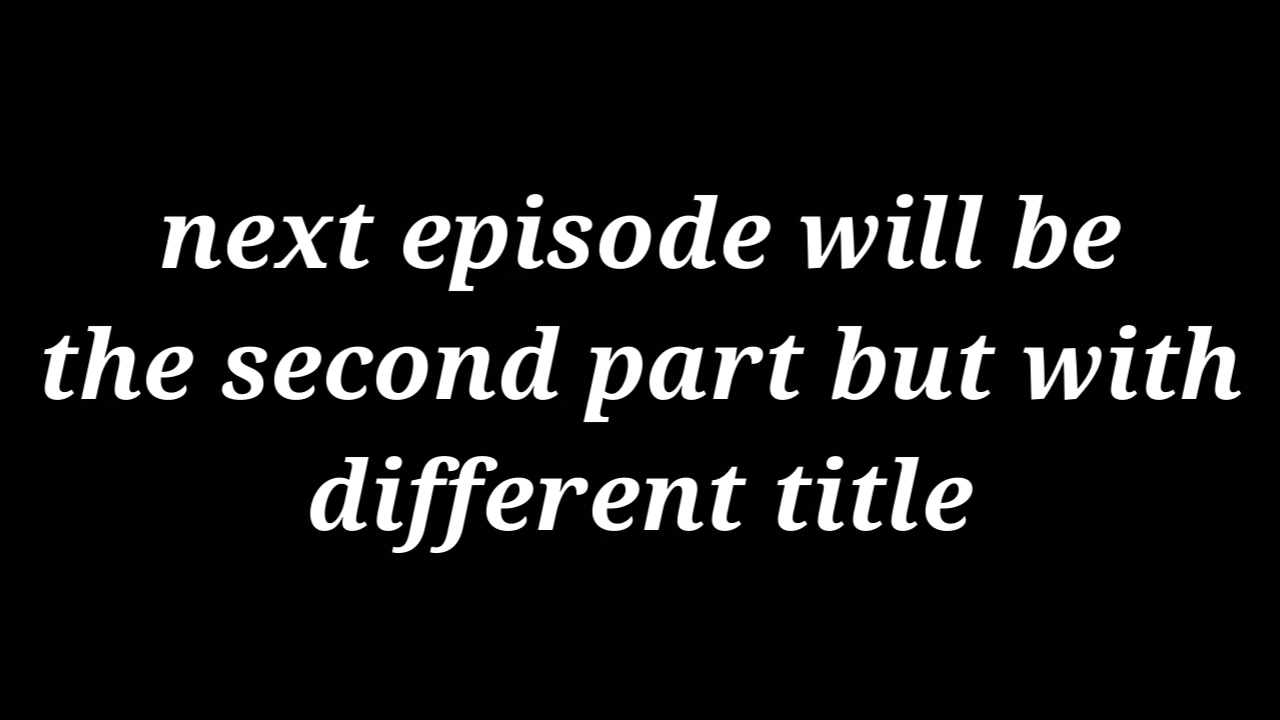 next episode will be
the second part but with
different title